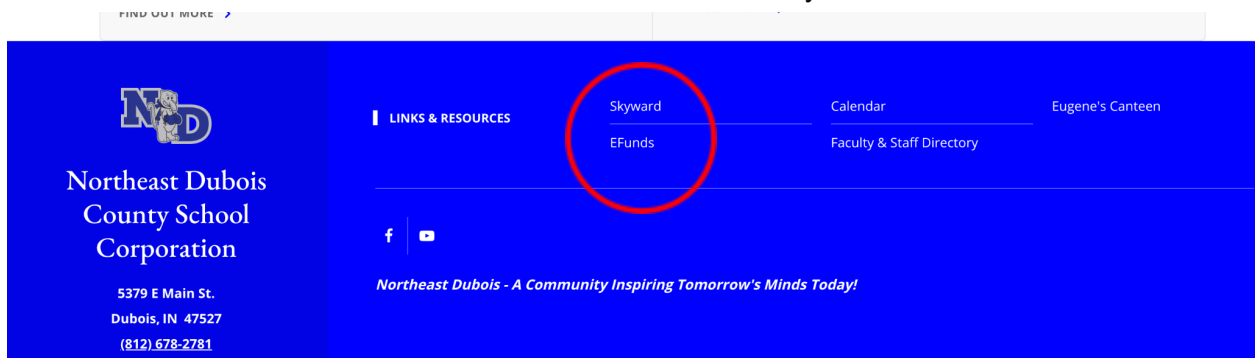 FIND OUT MORE
ND
LINKS & RESOURCES
Skyward
Calendar
Eugene's Canteen
EFunds
Faculty & Staff Directory
Northeast Dubois
County School
Corporation
5379 E Main St.
Dubois, IN 47527
(812) 678-2781
f
Northeast Dubois - A Community Inspiring Tomorrow's Minds Today!